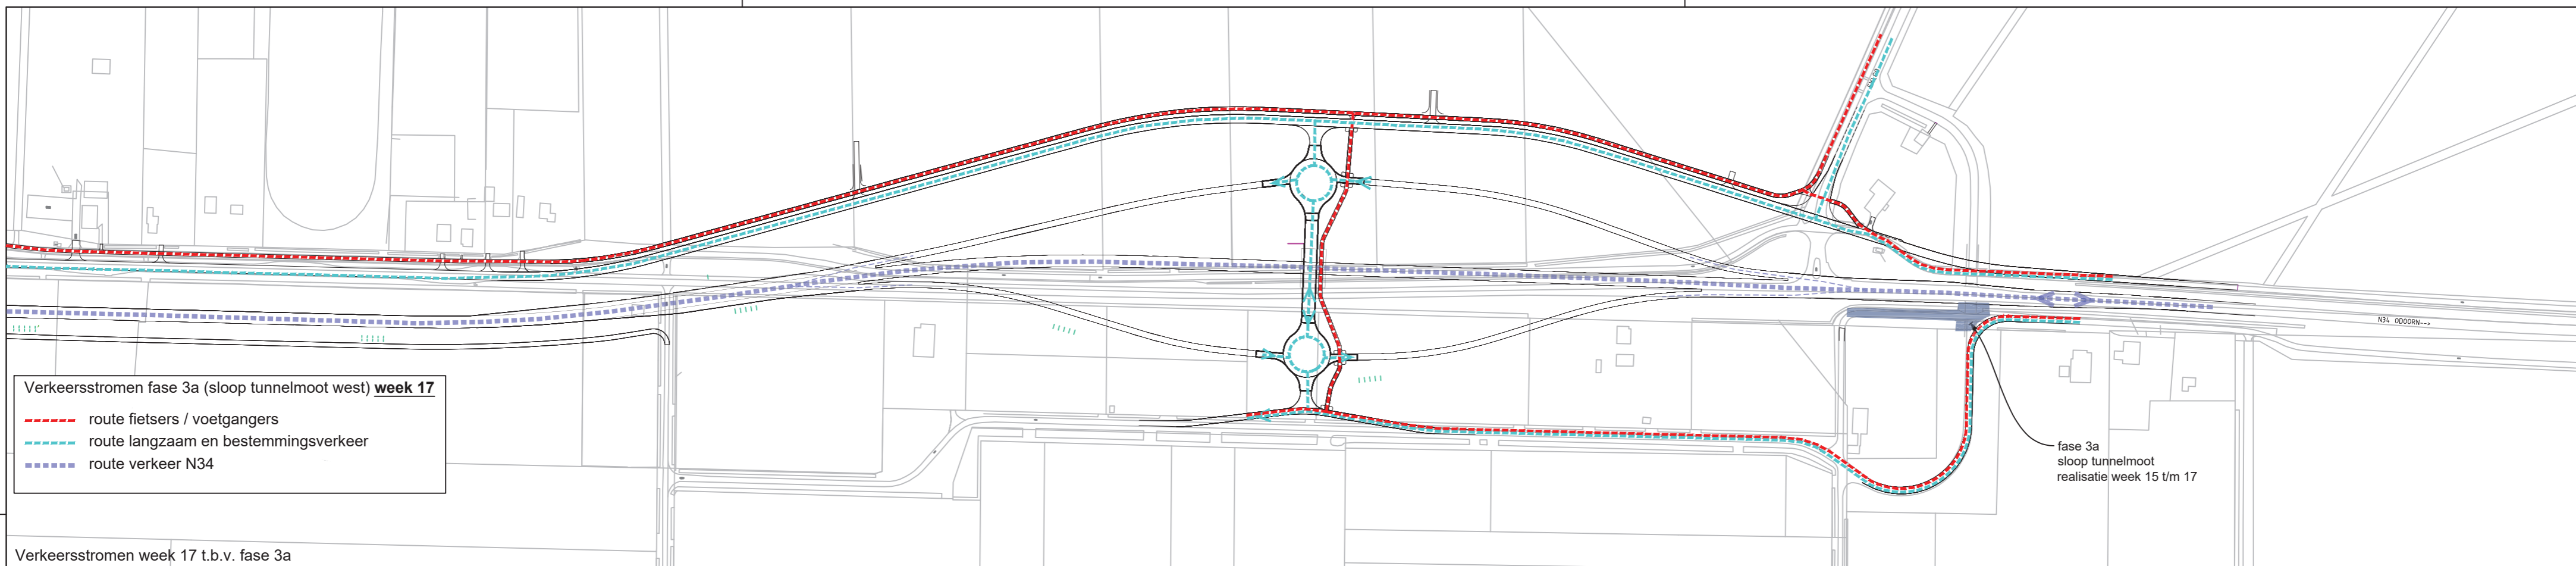 N34 ODOORN-->
Verkeersstromen fase 3a (sloop tunnelmoot west) week 17
route fietsers / voetgangers
route langzaam en bestemmingsverkeer
route verkeer N34
fase 3a
sloop tunnelmoot
realisatie week 15 t/m 17
Verkeersstromen week 17 t.b.v. fase 3a